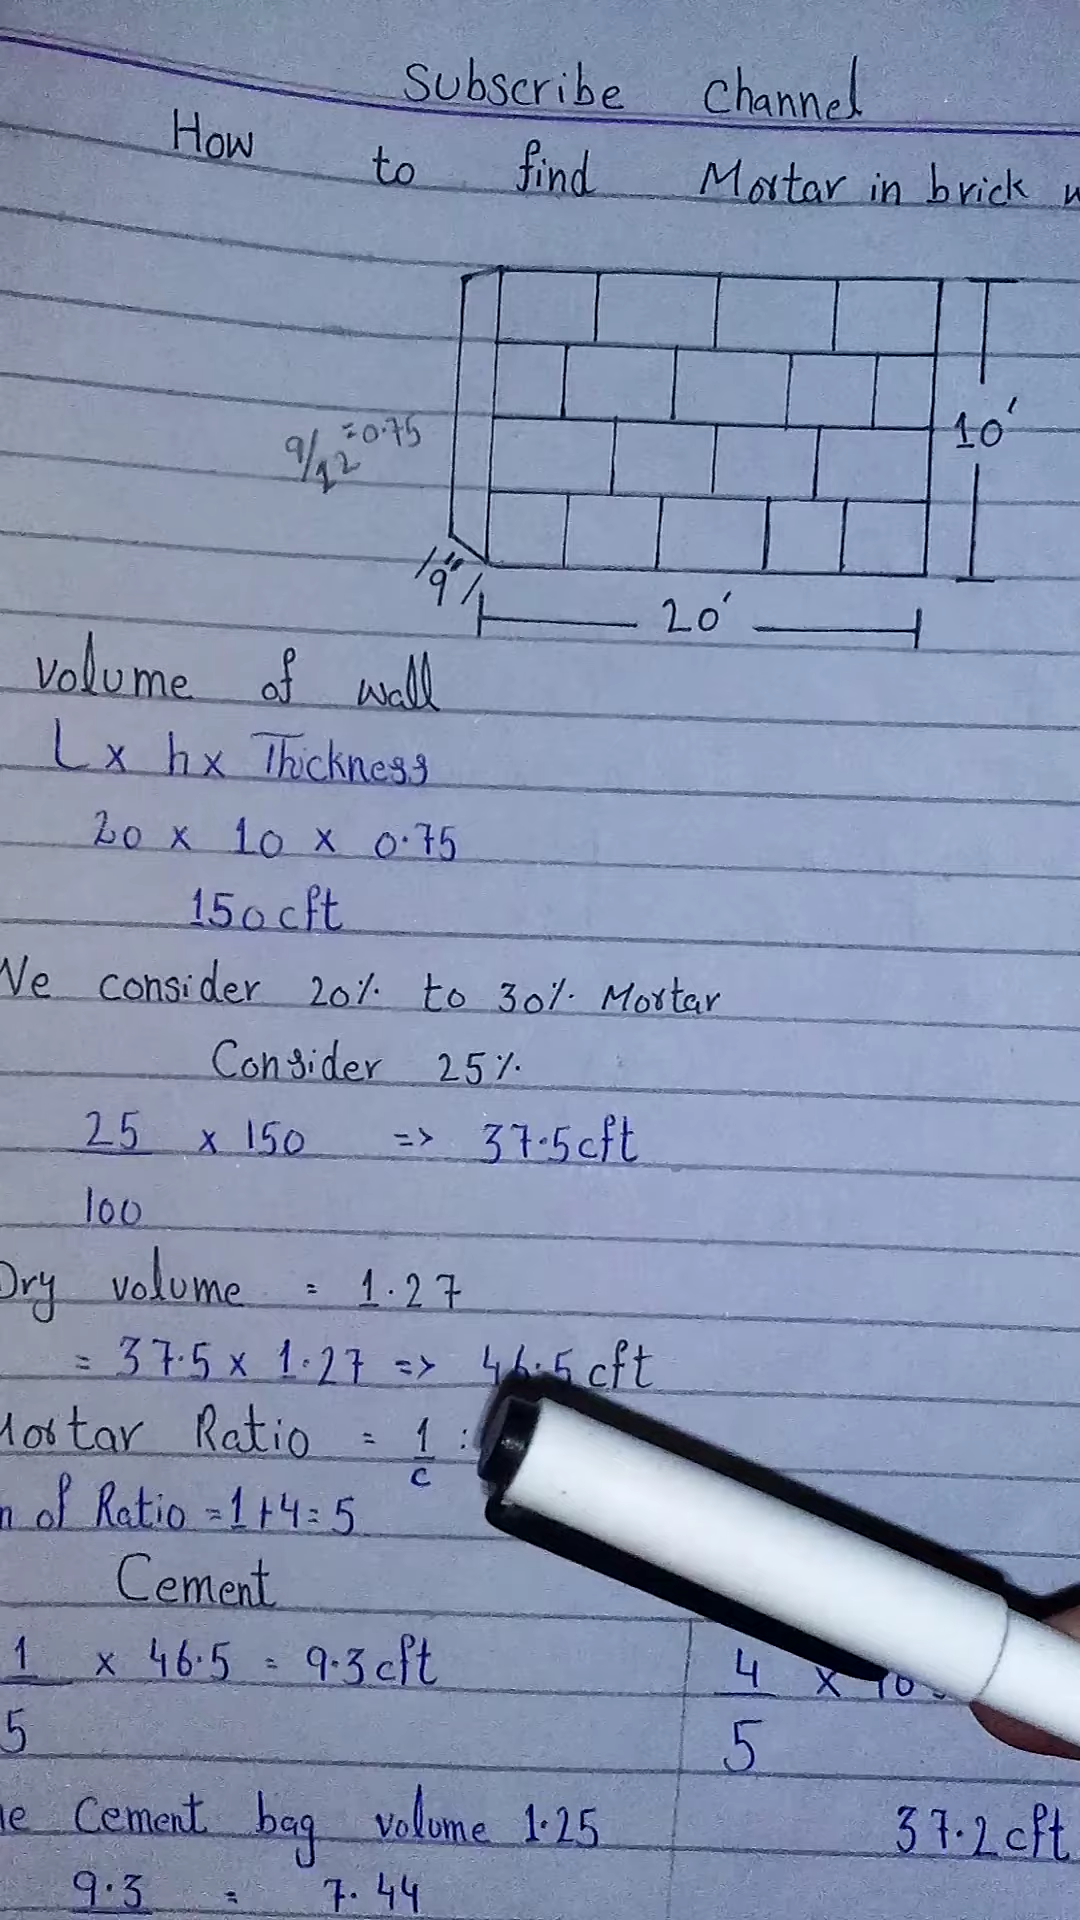 Subscribe Channel
How to find Mortar in brick
9/12 =0.75
10'
9"
20'
Volume of wall
L x h x Thickness
20 x 10 x 0.75
150 cft
We consider 20% to 30% Mortar
Consider 25%
25 x 150 => 37.5 cft
100
Dry volume = 1.27
= 37.5 x 1.27 => 46.5 cft
Mortar Ratio = 1 :
c
of Ratio = 1+4 = 5
Cement
1 x 46.5 = 9.3 cft
5
4 x
5
Cement bag volume 1.25
37.2 cft
9.3 = 7.44